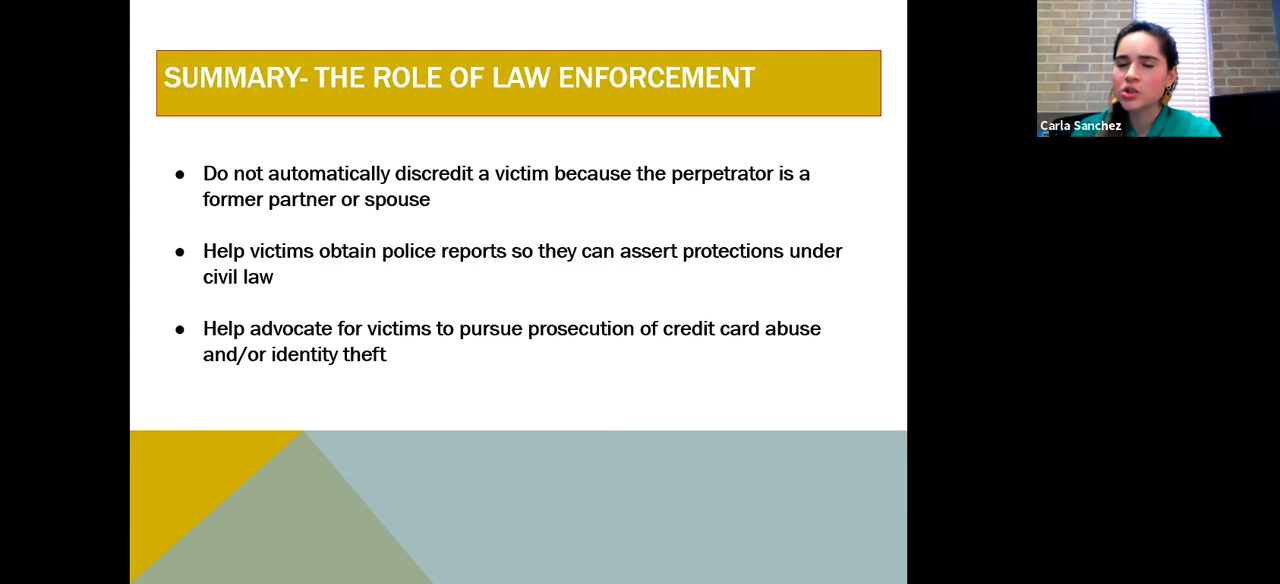 SUMMARY- THE ROLE OF LAW ENFORCEMENT
● Do not automatically discredit a victim because the perpetrator is a
former partner or spouse
● Help victims obtain police reports so they can assert protections under
civil law
● Help advocate for victims to pursue prosecution of credit card abuse
and/or identity theft
Carla Sanchez